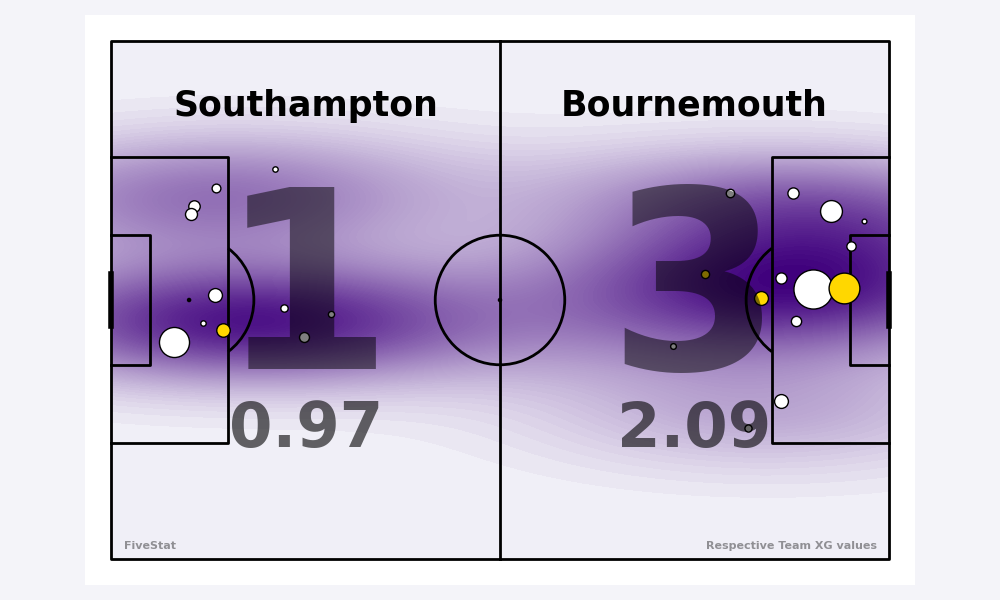 Southampton
Bournemouth
1
3
0.97
2.09
FiveStat
Respective Team XG values